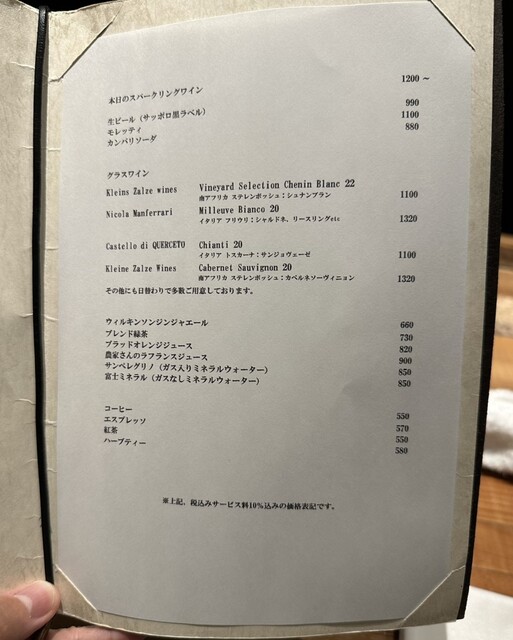 本日のスパークリングワイン 1200 ~
生ビール (サッポロ黒ラベル) 990
モレッティ 1100
カンパリソーダ 880
グラスワイン
Kleins Zalze wines Vineyard Selection Chenin Blanc 22
南アフリカ ステレンボッシュ:シュナンブラン 1100
Nicola Manferrari Milleuve Bianco 20
イタリア フリウリ:シャルドネ、リースリングetc 1320
Castello di QUERCETO Chianti 20
イタリア トスカーナ:サンジョヴェーゼ 1100
Kleine Zalze Wines Cabernet Sauvignon 20
南アフリカ ステレンボッシュ:カベルネソーヴィニョン 1320
その他にも日替わりで多数ご用意しております。
ウィルキンソンジンジャエール 660
ブレンド緑茶 730
ブラッドオレンジジュース 820
農家さんのラフランスジュース 900
サンペレグリノ (ガス入りミネラルウォーター) 850
富士ミネラル (ガスなしミネラルウォーター) 850
コーヒー 550
エスプレッソ 570
紅茶 550
ハーブティー 580
※上記、税込みサービス料10%込みの価格表記です。